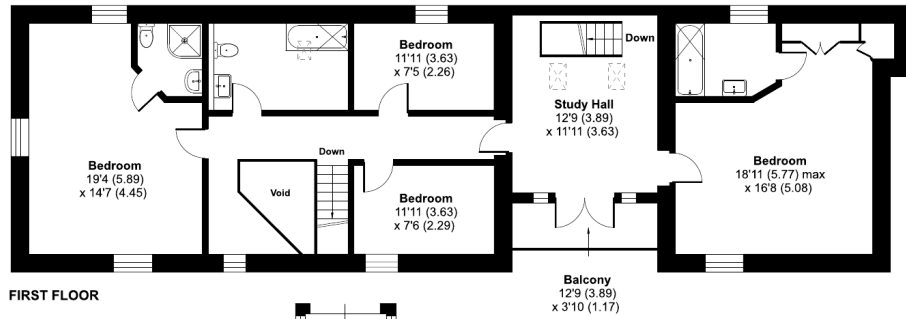 Bedroom
11'11 (3.63)
x 7'5 (2.26)
Down
Study Hall
12'9 (3.89)
x 11'11 (3.63)
Bedroom
19'4 (5.89)
x 14'7 (4.45)
Down
Void
Bedroom
11'11 (3.63)
x 7'6 (2.29)
Bedroom
18'11 (5.77) max
x 16'8 (5.08)
Balcony
12'9 (3.89)
x 3'10 (1.17)
FIRST FLOOR